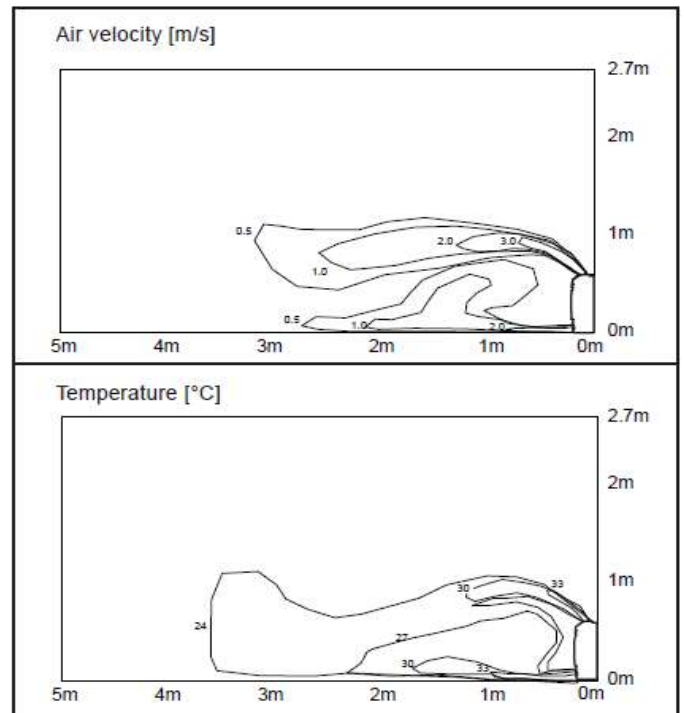 Air velocity [m/s]
2.7m
2m
0.5
2.0
3.0
1m
1.0
0.5
1.0
2.0
0m
5m 4m 3m 2m 1m 0m
Temperature [°C]
2.7m
2m
30
33
1m
24
27
30
33
0m
5m 4m 3m 2m 1m 0m